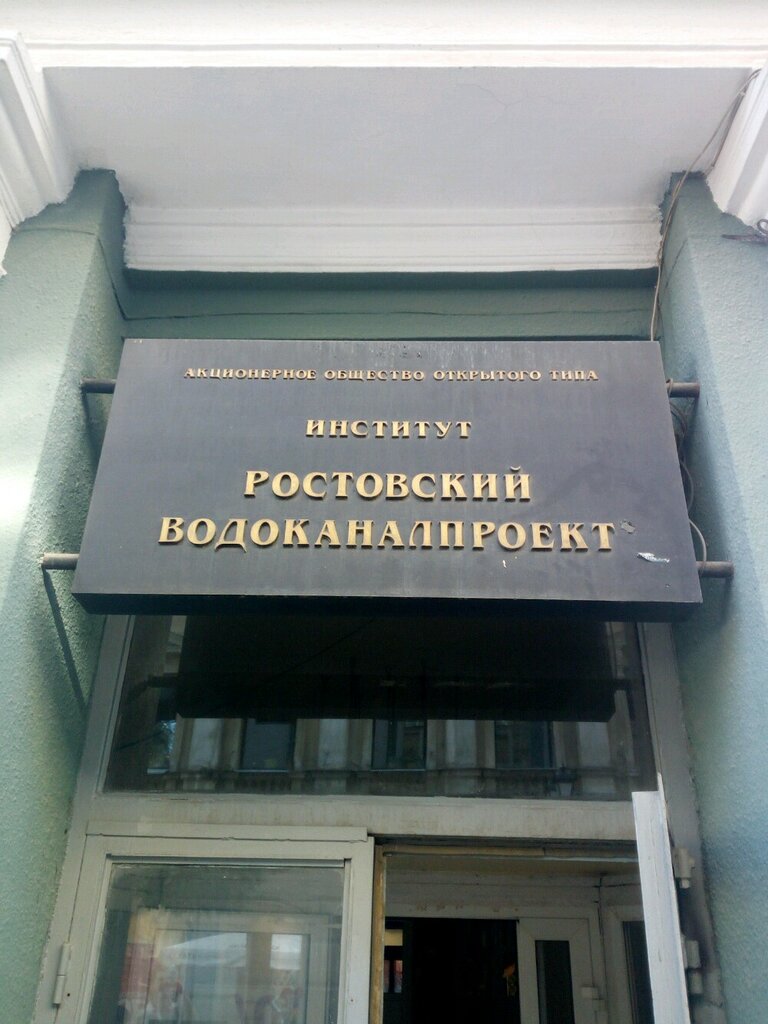 АКЦИОНЕРНОЕ ОБЩЕСТВО ОТКРЫТОГО ТИПА
ИНСТИТУТ
РОСТОВСКИЙ
ВОДОКАНАЛПРОЕКТ